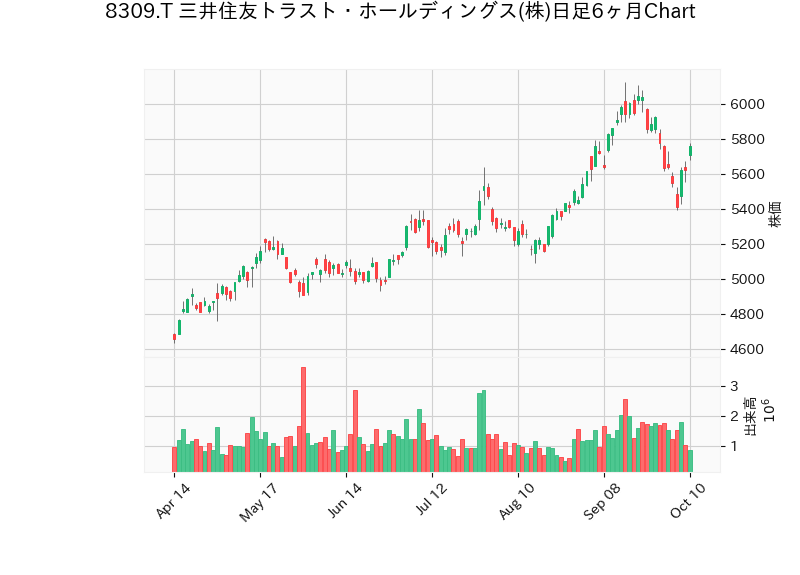 8309.T 三井住友トラスト・ホールディングス(株)日足6ヶ月Chart
6000
5800
5600
5400
5200
5000
4800
4600
株価
3
2
1
出来高
10^6
Apr 14
May 17
Jun 14
Jul 12
Aug 10
Sep 08
Oct 10